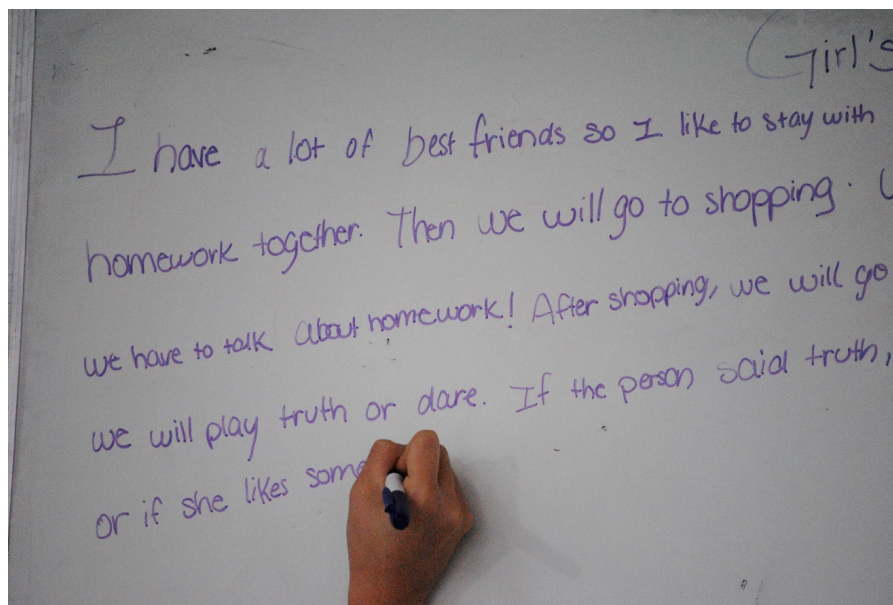 Girl's
I have a lot of best friends so I like to stay with
homework together. Then we will go to shopping.
we have to talk about homework! After shopping, we will go
we will play truth or dare. If the person said truth,
or if she likes some